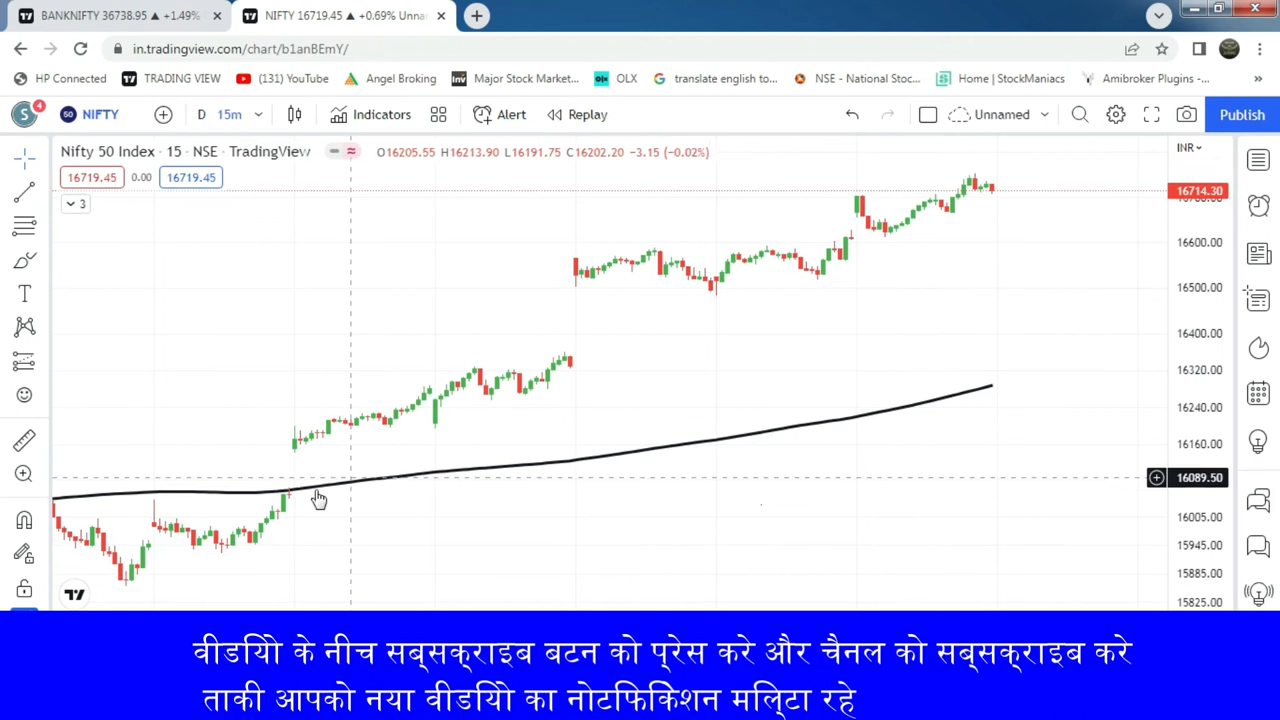 BANKNIFTY 36738.95 ▲ +1.49% × NIFTY 16719.45 ▲ +0.69% Unna ×
in.tradingview.com/chart/b1anBEmY/
HP Connected TRADING VIEW (131) YouTube Angel Broking Major Stock Market... OLX translate english to... NSE - National Stoc... Home | StockManiacs Amibroker Plugins -... »
S 4 NIFTY D 15m Indicators Alert Replay Unnamed Publish
Nifty 50 Index · 15 · NSE · TradingView O16205.55 H16213.90 L16191.75 C16202.20 −3.15 (−0.02%) INR
16719.45 0.00 16719.45
3
16714.30
16600.00
16500.00
16400.00
16320.00
16240.00
16160.00
16089.50
16005.00
15945.00
15885.00
15825.00
वीडियो के नीच सब्सक्राइब बटन को प्रेस करे और चैनल को सब्सक्राइब करे
ताकी आपको नया वीडियो का नोटफिकिेशन मिल्टा रहे